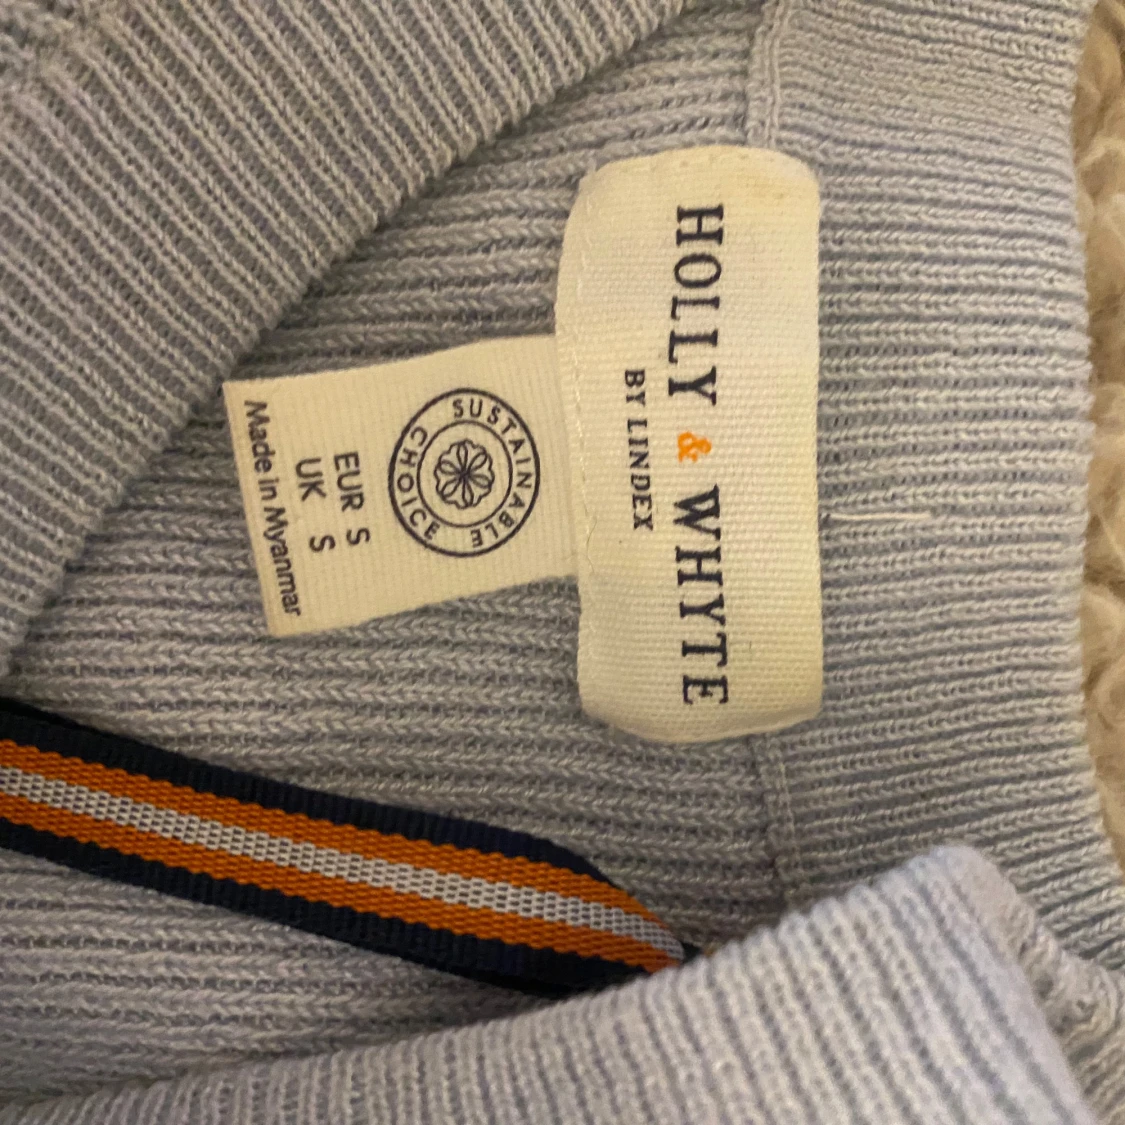 HOLLY & WHYTE
BY LINDEX
SUSTAINABLE
CHOICE
EUR S
UK S
Made in Myanmar